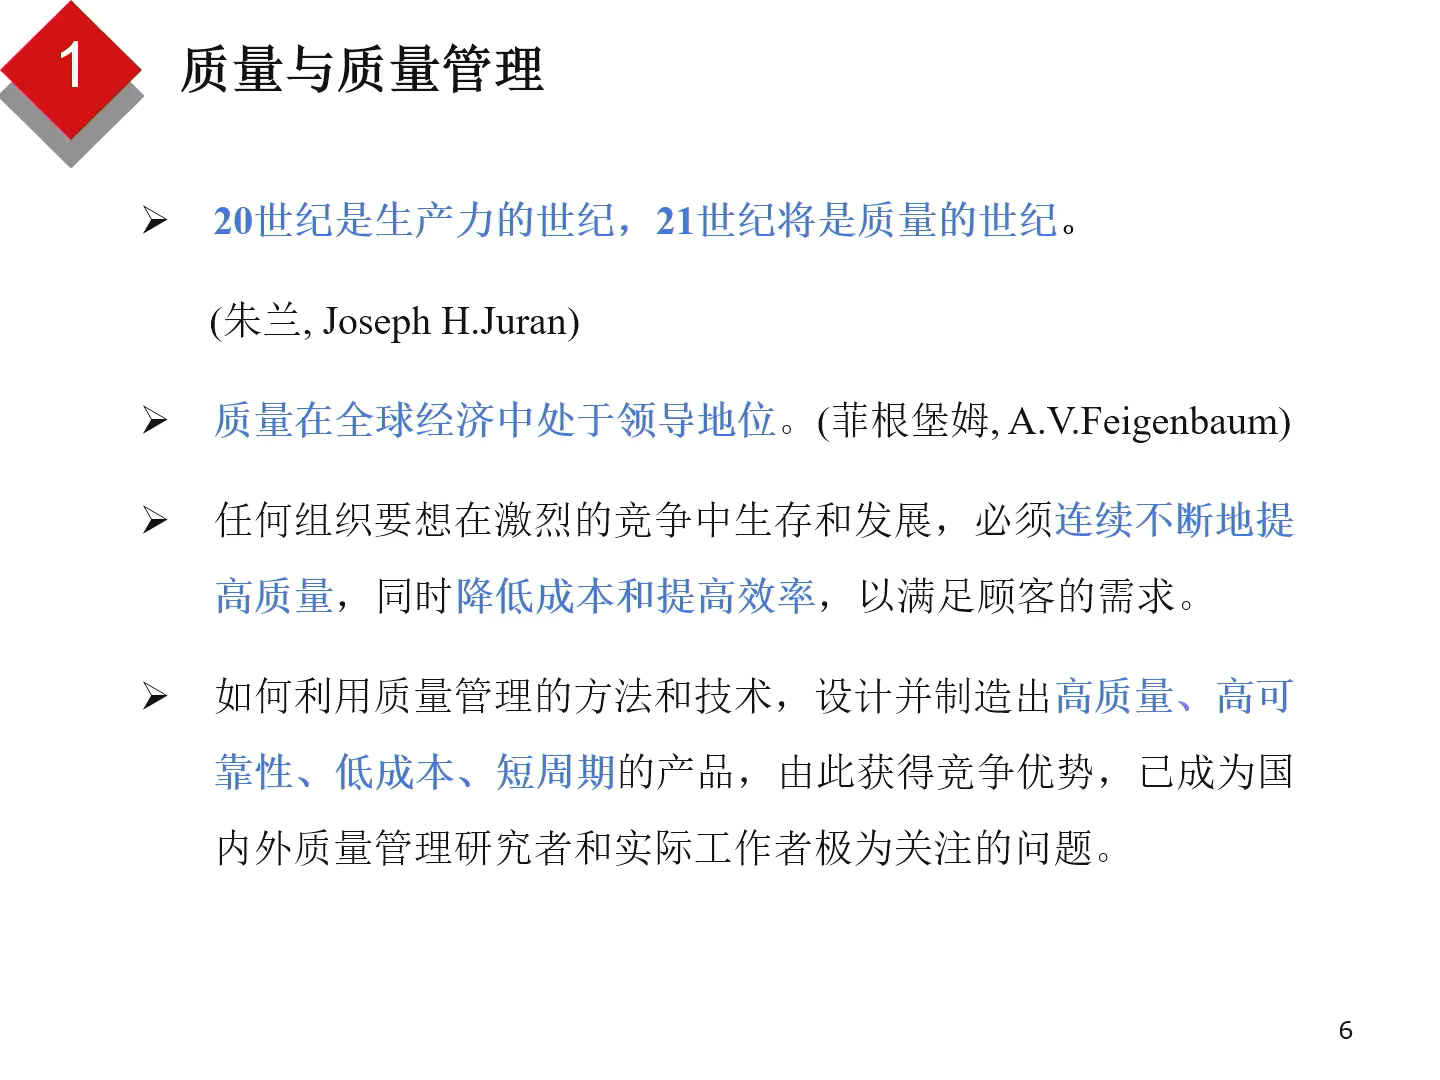 1
质量与质量管理
20世纪是生产力的世纪，21世纪将是质量的世纪。
(朱兰, Joseph H.Juran)
质量在全球经济中处于领导地位。(菲根堡姆, A.V.Feigenbaum)
任何组织要想在激烈的竞争中生存和发展，必须连续不断地提
高质量，同时降低成本和提高效率，以满足顾客的需求。
如何利用质量管理的方法和技术，设计并制造出高质量、高可
靠性、低成本、短周期的产品，由此获得竞争优势，已成为国
内外质量管理研究者和实际工作者极为关注的问题。
6